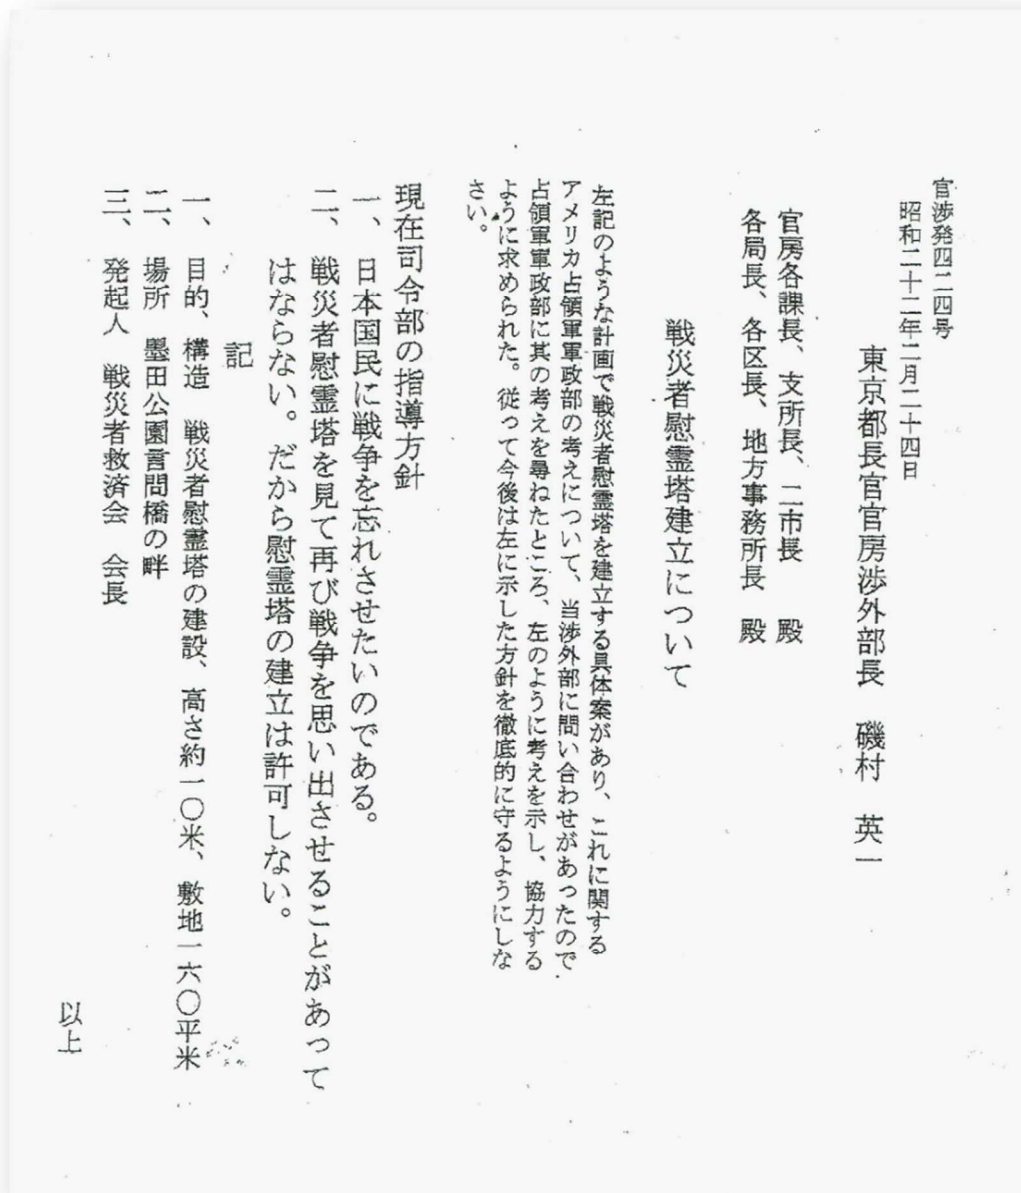 官渉発四二四号
昭和二十二年二月二十四日
東京都長官官房渉外部長　磯村　英一
官房各課長、支所長、二市長　殿
各局長、各区長、地方事務所長　殿
戦災者慰霊塔建立について
左記のような計画で戦災者慰霊塔を建立する具体案があり、これに関する
アメリカ占領軍軍政部の考えについて、当渉外部に問い合わせがあったので
占領軍軍政部に其の考えを尋ねたところ、左のように考えを示し、協力する
ように求められた。従って今後は左に示した方針を徹底的に守るようにしな
さい。
現在司令部の指導方針
一、日本国民に戦争を忘れさせたいのである。
二、戦災者慰霊塔を見て再び戦争を思い出させることがあって
はならない。だから慰霊塔の建立は許可しない。
記
一、目的、構造　戦災者慰霊塔の建設、高さ約一〇米、敷地一六〇平米
二、場所　墨田公園言問橋の畔
三、発起人　戦災者救済会　会長
以上